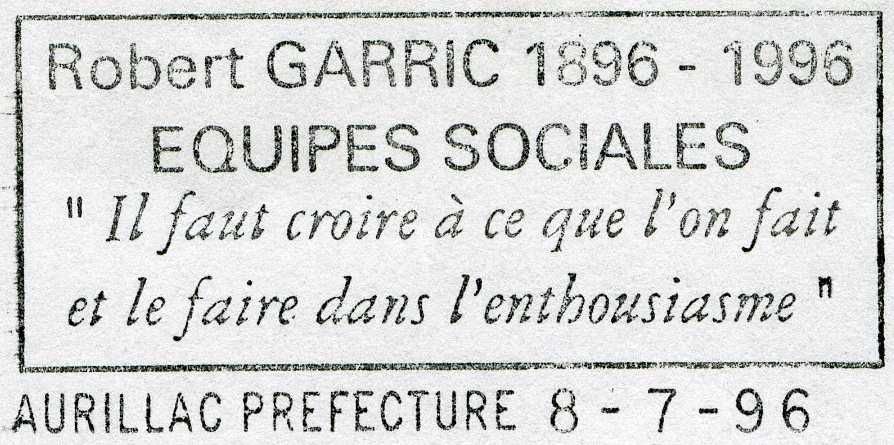 Robert GARRIC 1896 - 1996
EQUIPES SOCIALES
" Il faut croire à ce que l'on fait
et le faire dans l'enthousiasme "
AURILLAC PREFECTURE 8 - 7 - 96